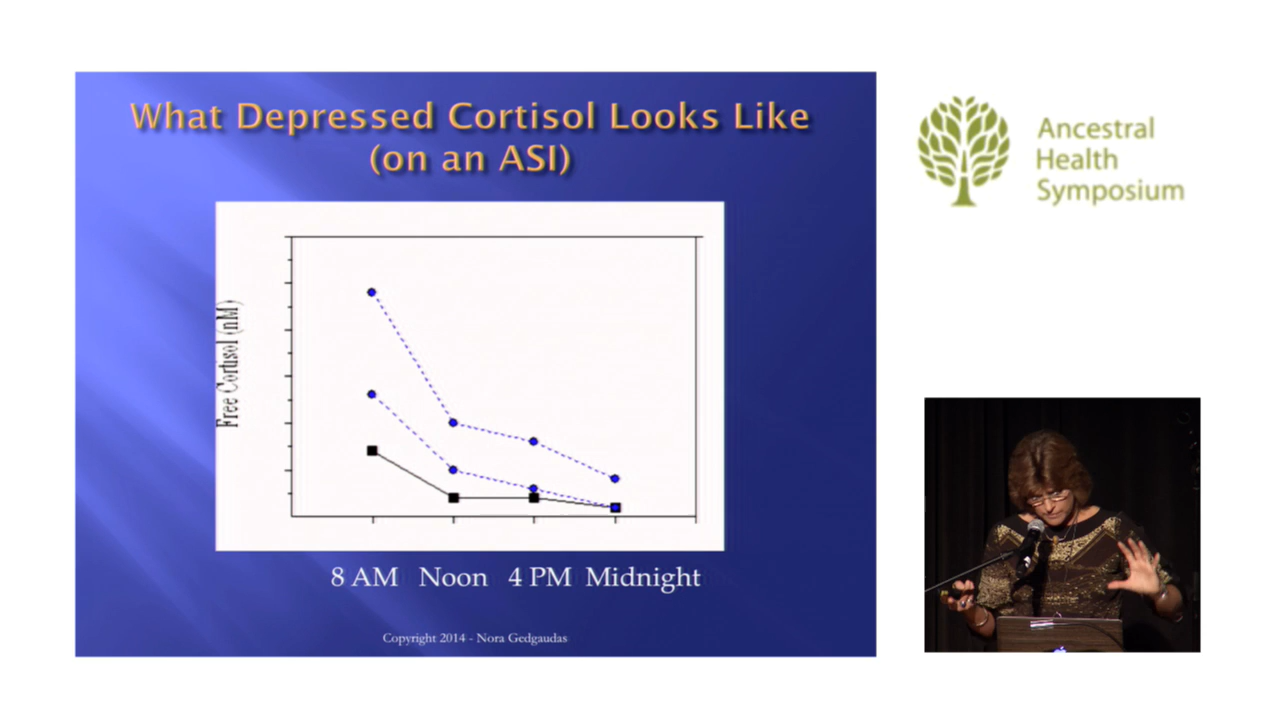 What Depressed Cortisol Looks Like
(on an ASI)
Free Cortisol (nM)
8 AM Noon 4 PM Midnight
Copyright 2014 - Nora Gedgaudas
Ancestral
Health
Symposium